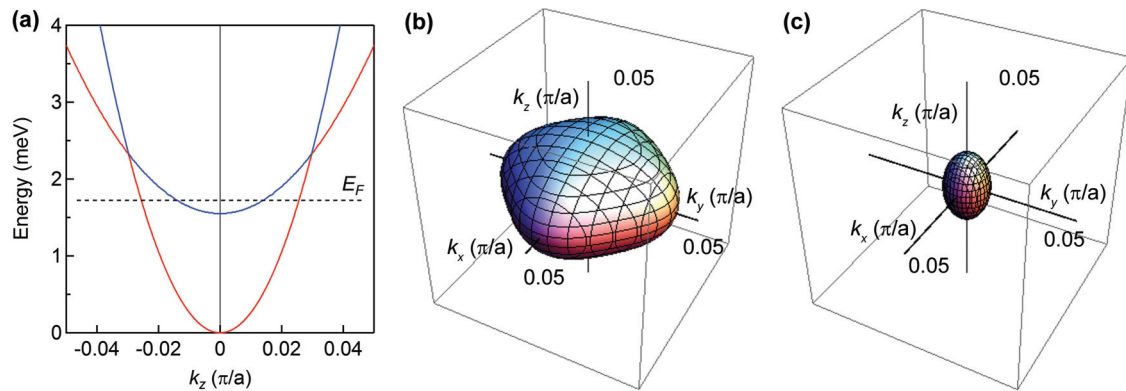 (a)
4
3
2
1
0
Energy (meV)
E_F
-0.04
-0.02
0
0.02
0.04
k_z (π/a)
(b)
0.05
k_z (π/a)
k_y (π/a)
0.05
k_x (π/a)
0.05
(c)
0.05
k_z (π/a)
k_y (π/a)
0.05
k_x (π/a)
0.05